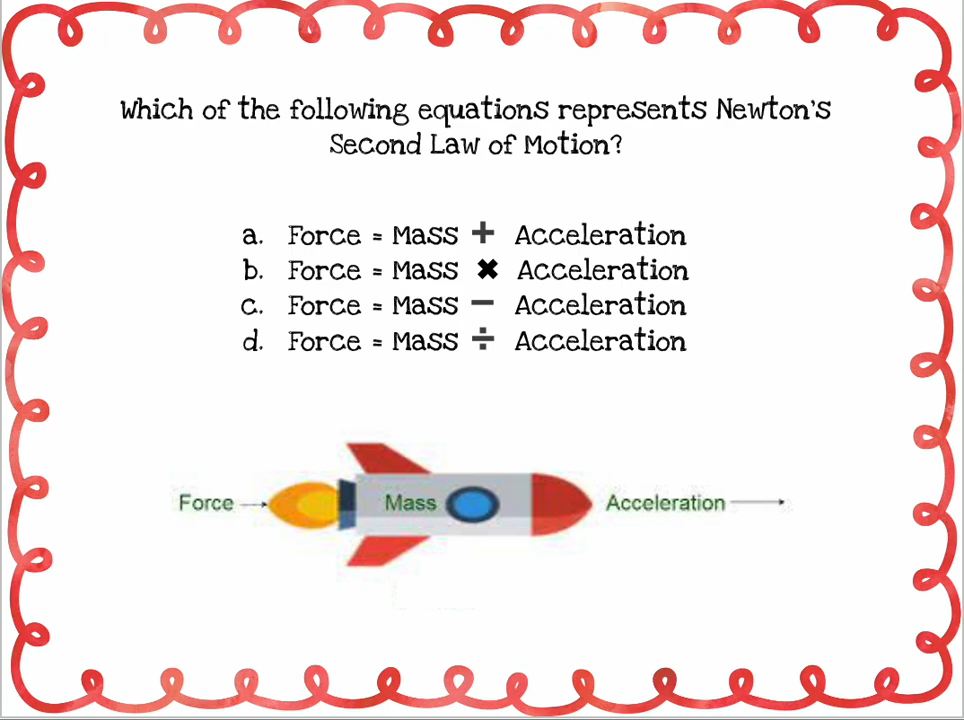 Which of the following equations represents Newton's
Second Law of Motion?
a. Force = Mass + Acceleration
b. Force = Mass ✖ Acceleration
c. Force = Mass − Acceleration
d. Force = Mass ÷ Acceleration
Force Mass Acceleration